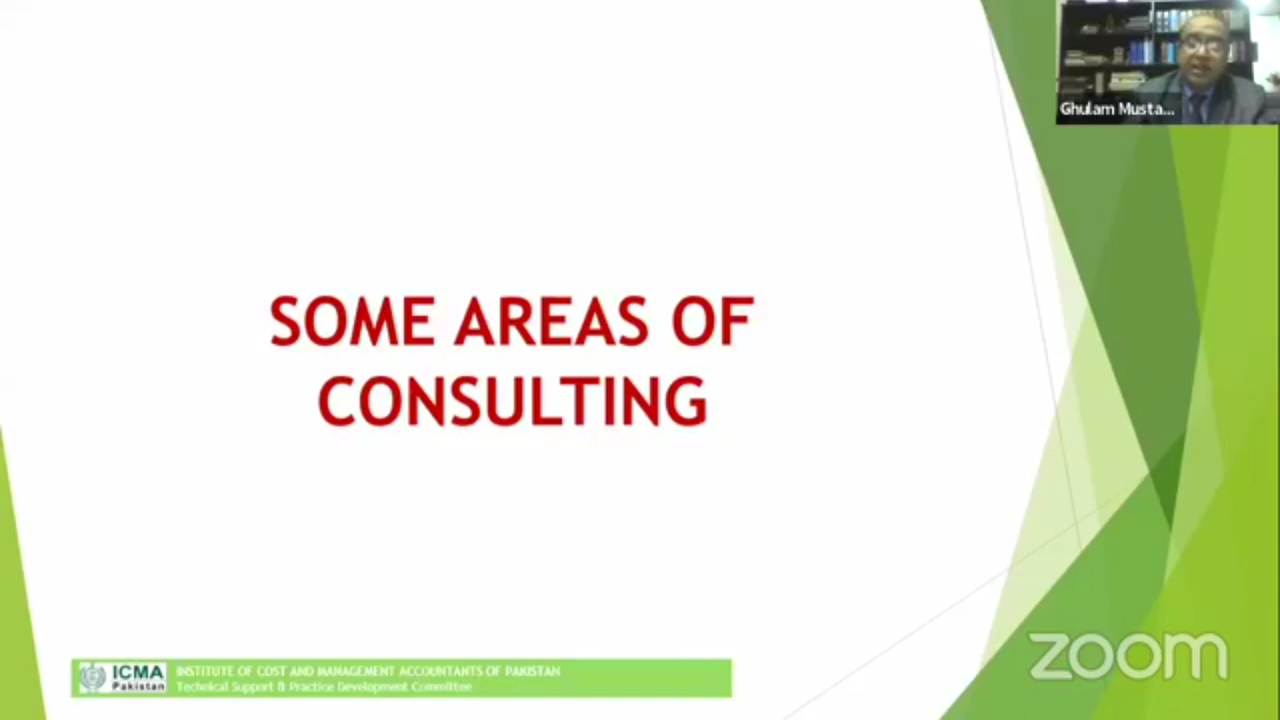 Ghulam Musta...
SOME AREAS OF
CONSULTING
ICMA
Pakistan
INSTITUTE OF COST AND MANAGEMENT ACCOUNTANTS OF PAKISTAN
Technical Support & Practice Development Committee
zoom